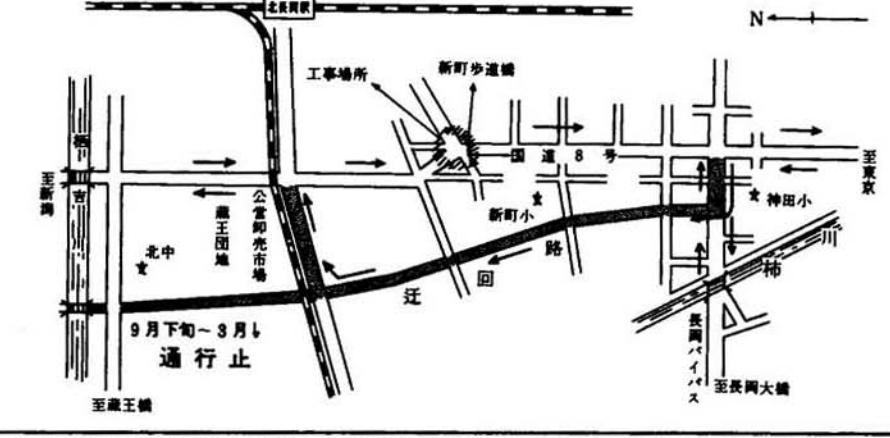 北長岡駅
N
工事場所
新町歩道橋
国道8号
至新潟
栖吉
至東京
公営卸売市場
蔵王団地
北中
新町小
神田小
迂回路
柿川
9月下旬～3月
通行止
長岡バイパス
至蔵王橋
至長岡大橋